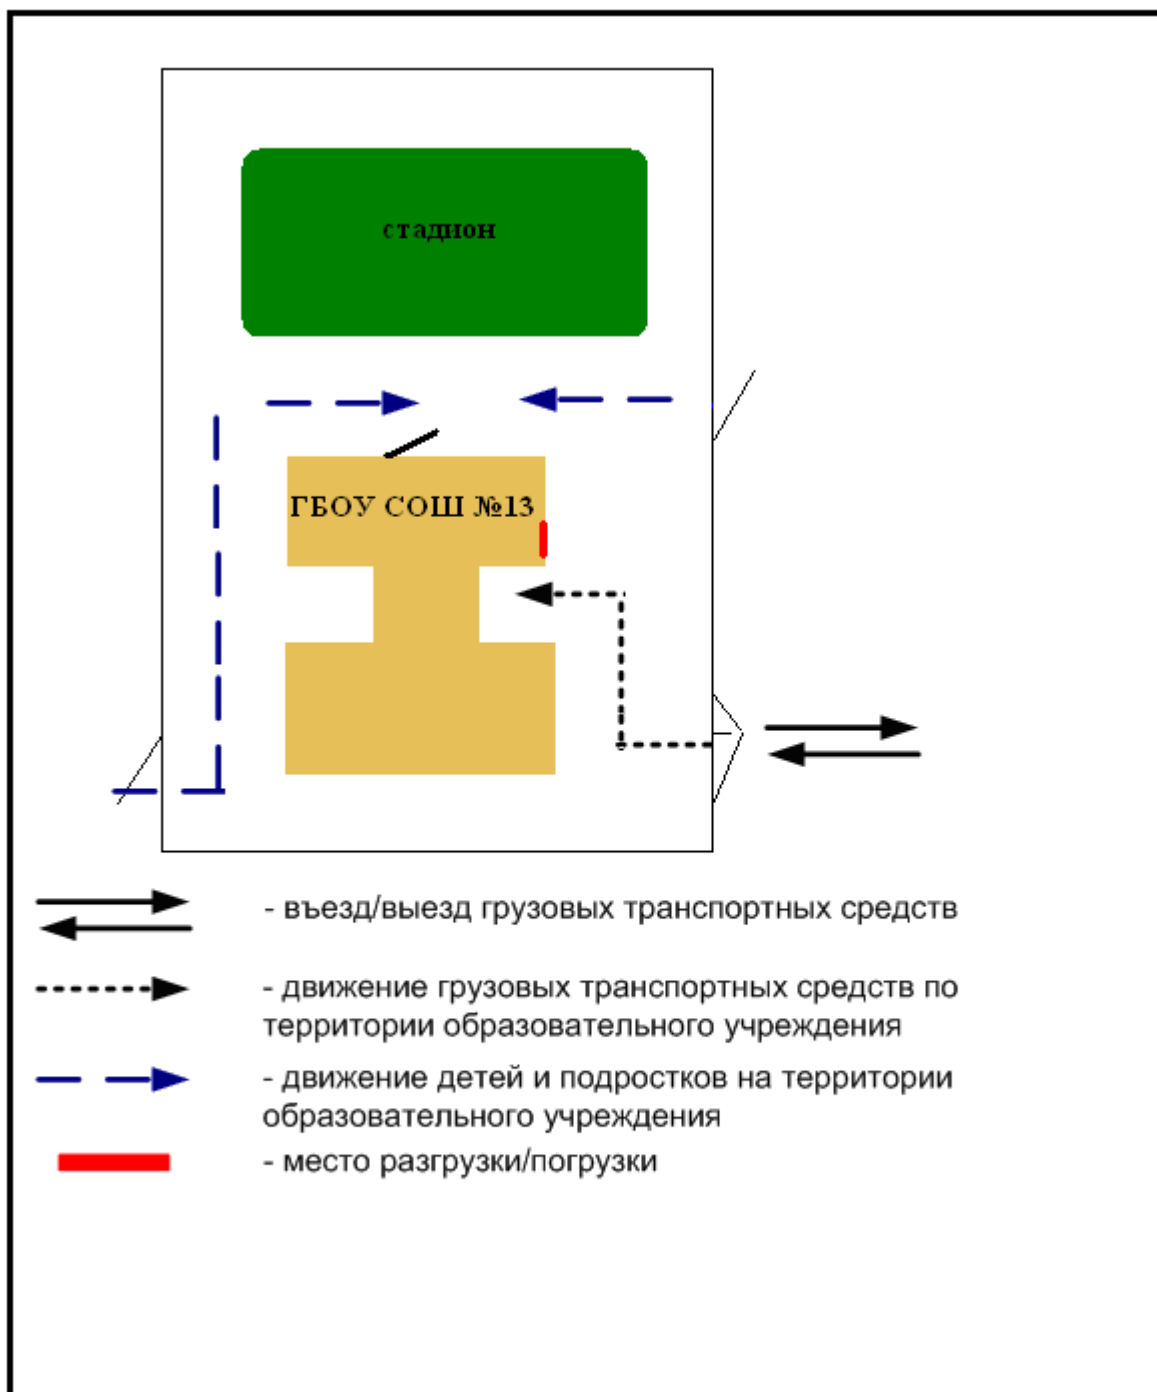 стадион
ГБОУ СОШ №13
- въезд/выезд грузовых транспортных средств
- движение грузовых транспортных средств по
территории образовательного учреждения
- движение детей и подростков на территории
образовательного учреждения
- место разгрузки/погрузки